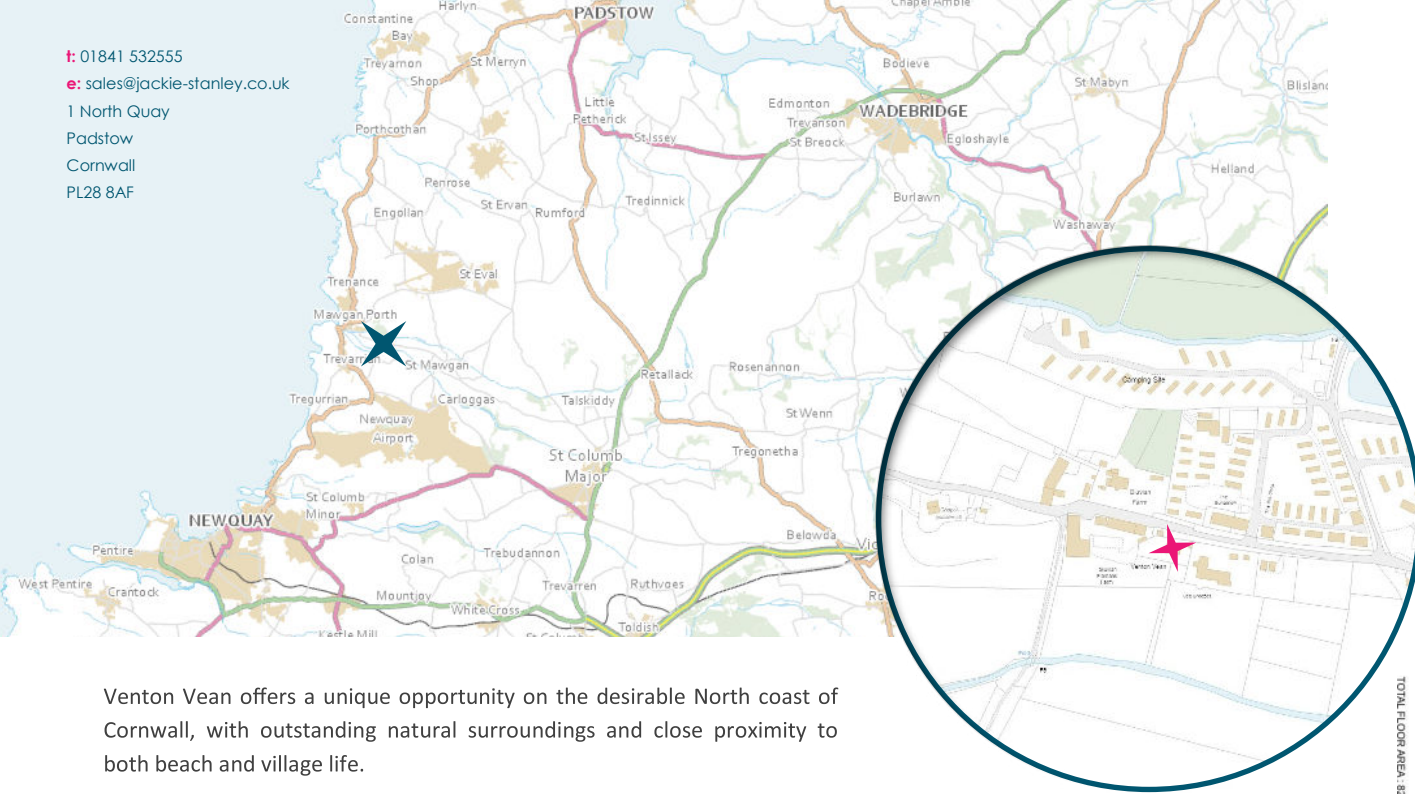 t: 01841 532555
e: sales@jackie-stanley.co.uk
1 North Quay
Padstow
Cornwall
PL28 8AF
Harlyn
PADSTOW
Chapel Amble
Constantine
Bay
Treyarnon
St Merryn
Bodieve
Shop
St Mabyn
Little
Petherick
Edmonton
WADEBRIDGE
Trevanson
Porthcothan
St Issey
St Breock
Egloshayle
Helland
Penrose
St Ervan
Rumford
Tredinnick
Burlawn
Engollan
Washaway
St Eval
Trenance
Mawgan Porth
St Mawgan
Retallack
Rosenannon
Tregurrian
Carloggas
Talskiddy
St Wenn
Newquay
Airport
St Columb
Major
Tregonetha
St Columb
Minor
NEWQUAY
Belowda
Pentire
Colan
Trebudannon
West Pentire
Crantock
Mountjoy
Trevarren
Ruthvoes
White Cross
Toldish
Kestle Mill
Camping Site
Farm
Venton Vean
Venton Vean offers a unique opportunity on the desirable North coast of
Cornwall, with outstanding natural surroundings and close proximity to
both beach and village life.
TOTAL FLOOR AREA : 82